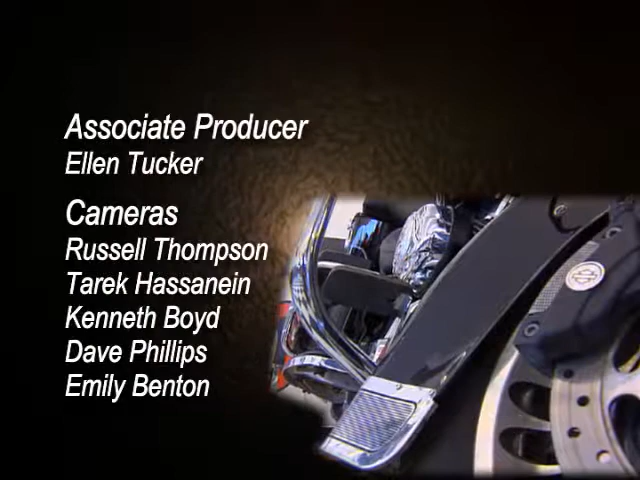 Associate Producer
Ellen Tucker
Cameras
Russell Thompson
Tarek Hassanein
Kenneth Boyd
Dave Phillips
Emily Benton